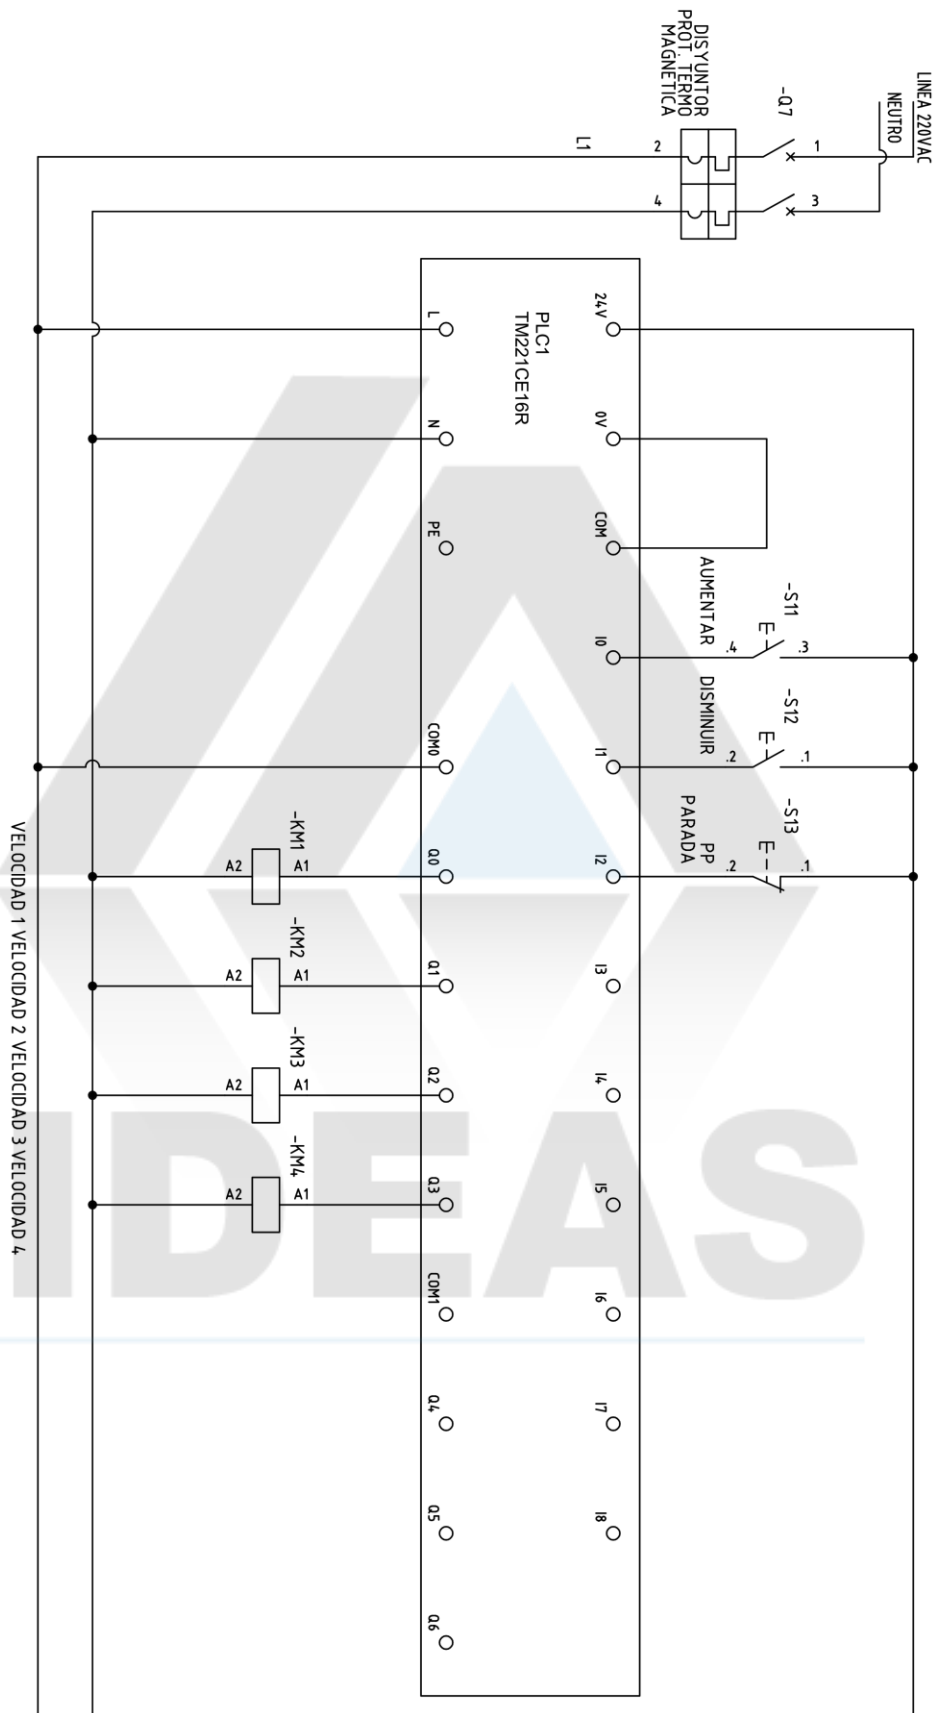 LINEA 220VAC
NEUTRO
-Q7
1
3
DISYUNTOR
PROT. TERMO
MAGNETICA
2
4
L1
24V
0V
COM
I0
I1
I2
I3
I4
I5
I6
I7
I8
PLC1
TM221CE16R
L
N
PE
COM0
Q0
Q1
Q2
Q3
COM1
Q4
Q5
Q6
-S11
.3
.4
AUMENTAR
-S12
.1
.2
DISMINUIR
-S13
.1
.2
PP
PARADA
-KM1
A1
A2
-KM2
A1
A2
-KM3
A1
A2
-KM4
A1
A2
VELOCIDAD 1 VELOCIDAD 2 VELOCIDAD 3 VELOCIDAD 4
IDEAS